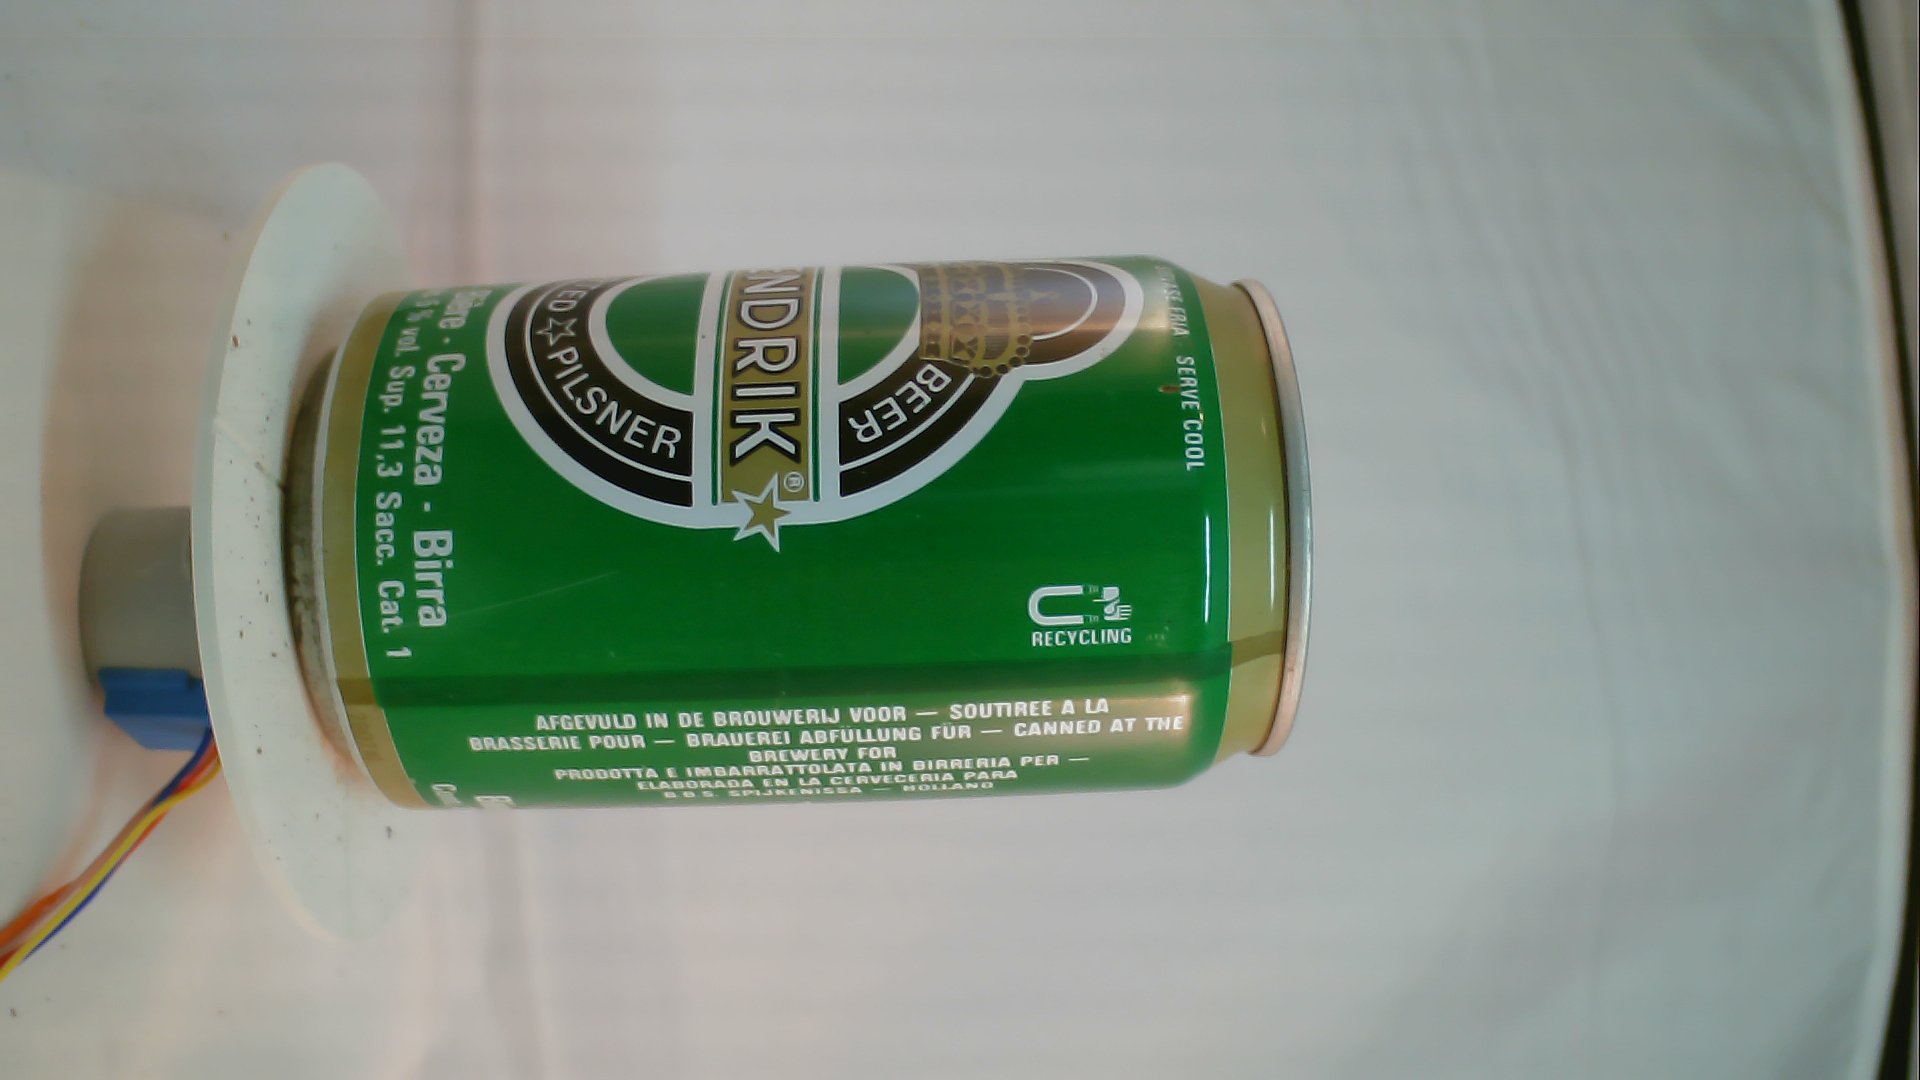 SERVE COOL
BEER
NDRIK®
PILSNER
Cerveza - Birra
% vol. Sup. 11,3 Sacc. Cat. 1
RECYCLING
AFGEVULD IN DE BROUWERIJ VOOR — SOUTIREE A LA
BRASSERIE POUR — BRAUEREI ABFÜLLUNG FÜR — CANNED AT THE
BREWERY FOR
PRODOTTA E IMBARRATTOLATA IN BIRRERIA PER —
ELABORADA EN LA CERVECERIA PARA
B.B.S. SPIJKENISSA — HOLLAND